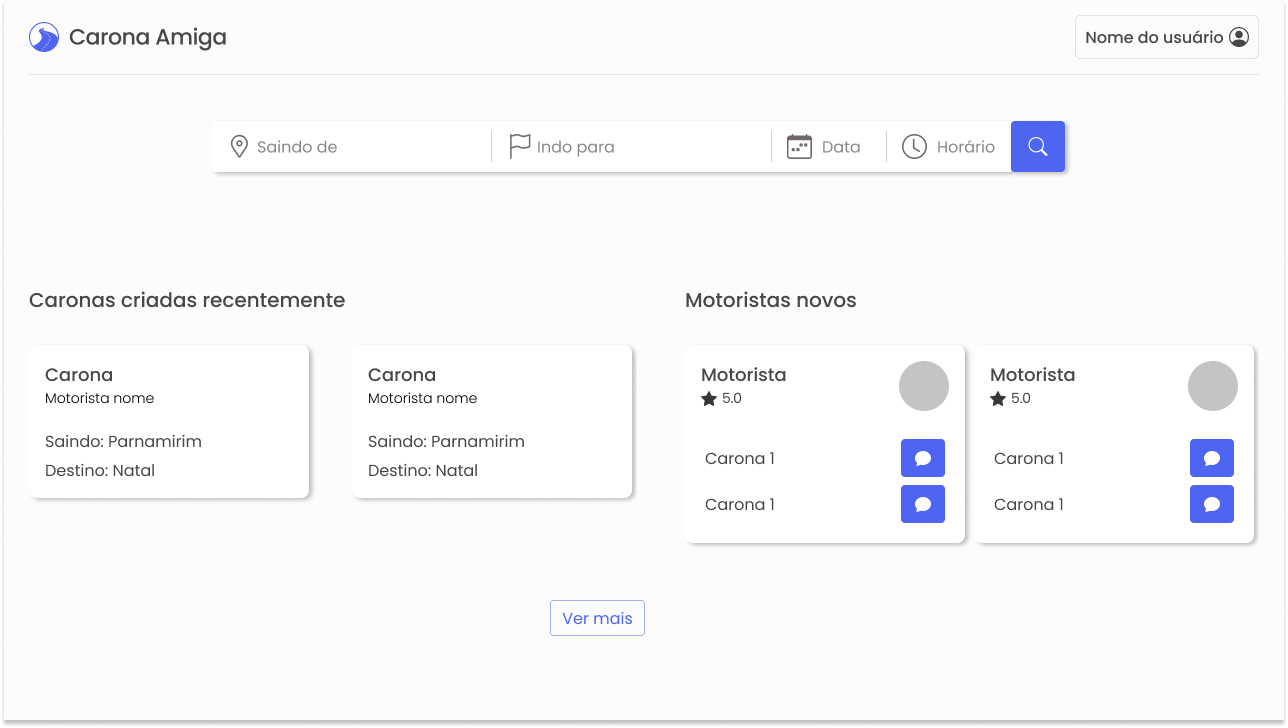 Carona Amiga
Nome do usuário
Saindo de
Indo para
Data
Horário
Caronas criadas recentemente
Carona
Motorista nome
Saindo: Parnamirim
Destino: Natal
Carona
Motorista nome
Saindo: Parnamirim
Destino: Natal
Ver mais
Motoristas novos
Motorista
5.0
Carona 1
Carona 1
Motorista
5.0
Carona 1
Carona 1